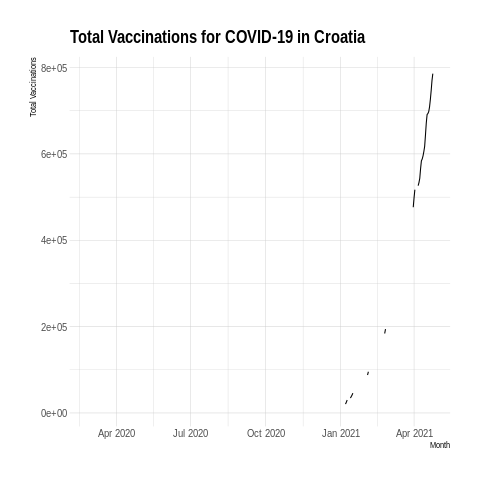 Total Vaccinations for COVID-19 in Croatia
Total Vaccinations
8e+05
6e+05
4e+05
2e+05
0e+00
Apr 2020 Jul 2020 Oct 2020 Jan 2021 Apr 2021
Month